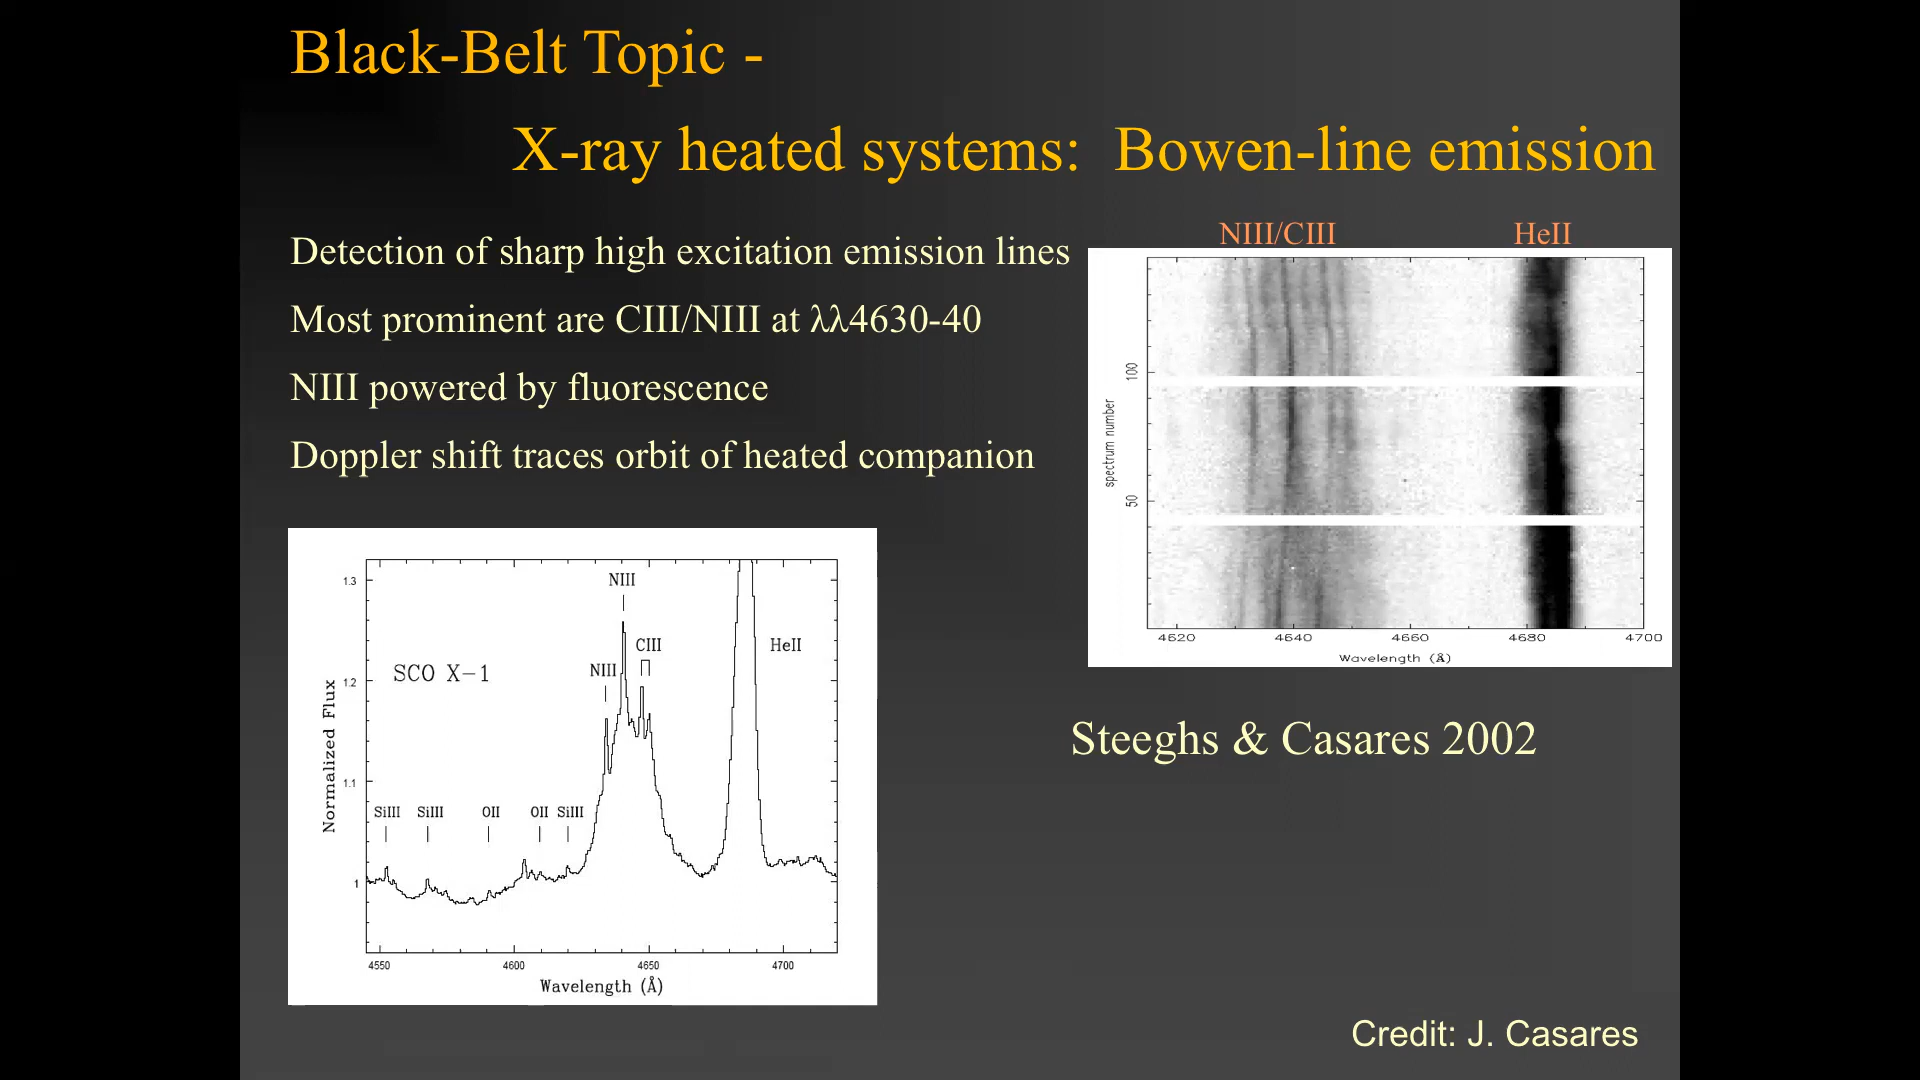 Black-Belt Topic -
X-ray heated systems: Bowen-line emission
Detection of sharp high excitation emission lines
Most prominent are CIII/NIII at λλ4630-40
NIII powered by fluorescence
Doppler shift traces orbit of heated companion
NIII/CIII HeII
spectrum number
100
50
4620 4640 4660 4680 4700
Wavelength (Å)
Steeghs & Casares 2002
NIII
CIII
HeII
NIII
SCO X-1
SiIII SiIII OII OII SiIII
Normalized Flux
1.3
1.2
1.1
1
4550 4600 4650 4700
Wavelength (Å)
Credit: J. Casares